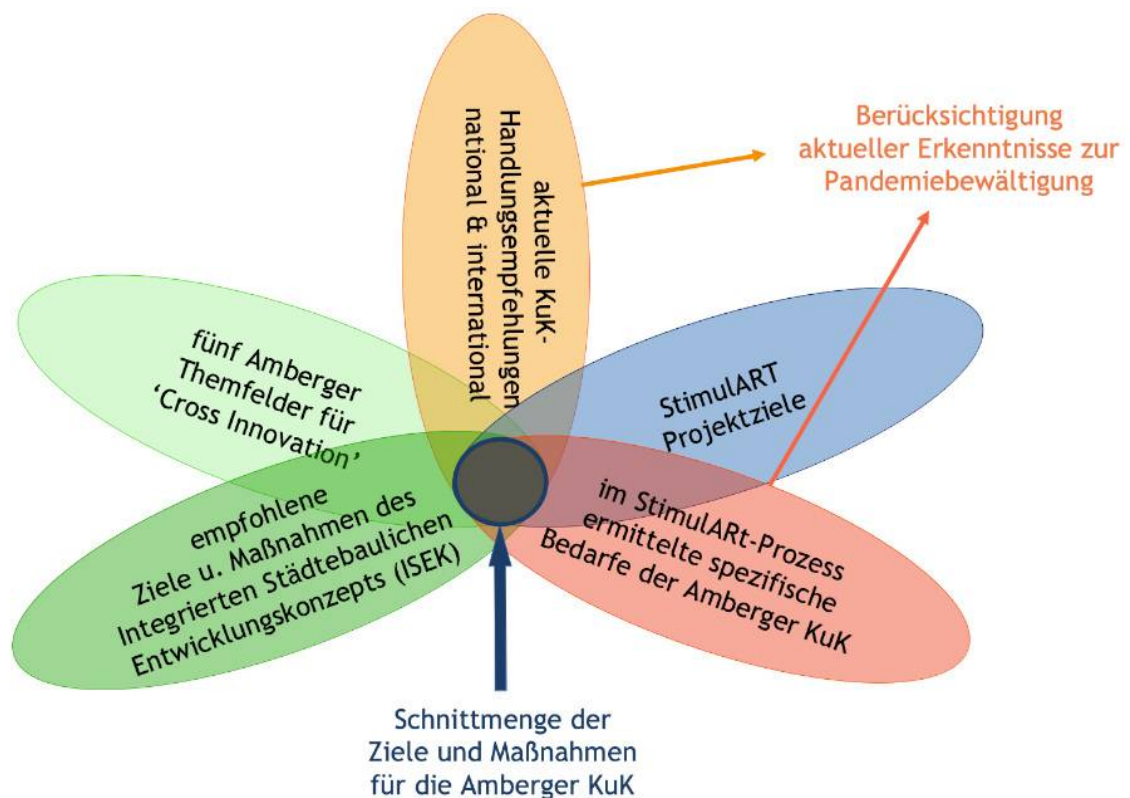 aktuelle KuK-
Handlungsempfehlungen
national & international
Berücksichtigung
aktueller Erkenntnisse zur
Pandemiebewältigung
fünf Amberger
Themfelder für
‘Cross Innovation’
StimulART
Projektziele
empfohlene
Ziele u. Maßnahmen des
Integrierten Städtebaulichen
Entwicklungskonzepts (ISEK)
im StimulARt-Prozess
ermittelte spezifische
Bedarfe der Amberger KuK
Schnittmenge der
Ziele und Maßnahmen
für die Amberger KuK